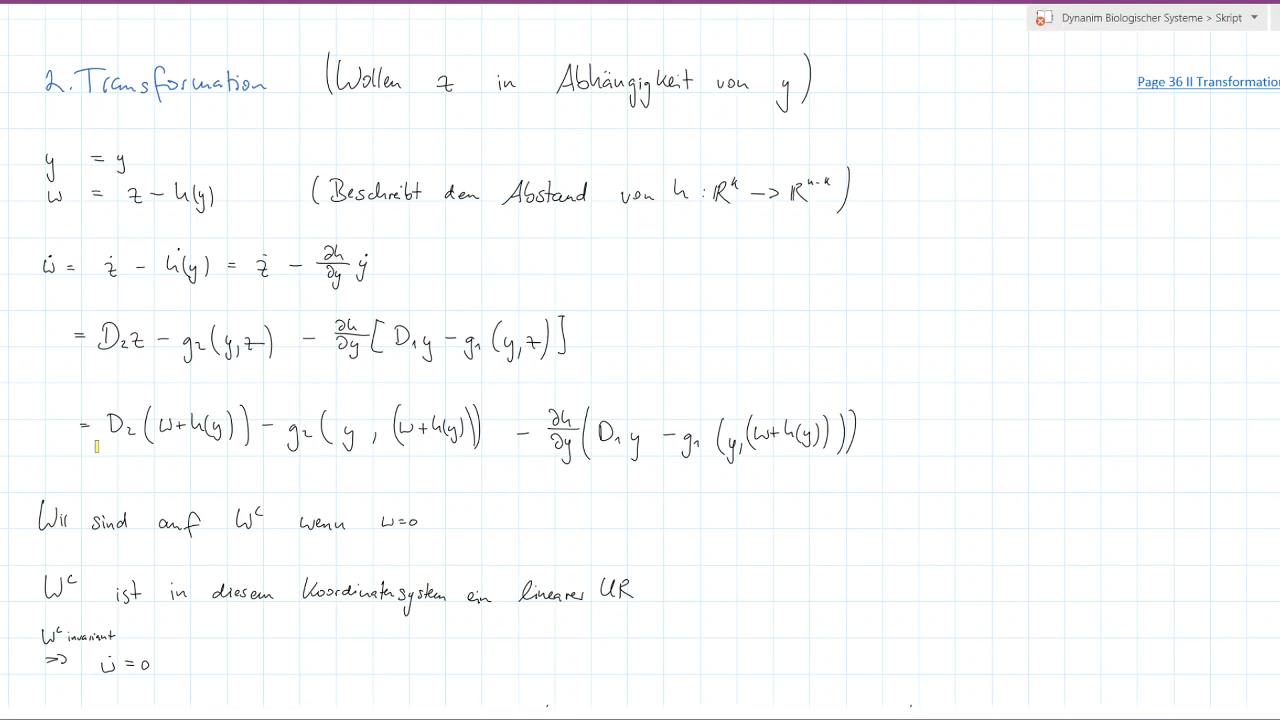 Dynanim Biologischer Systeme > Skript
2. Transformation (Wollen z in Abhängigkeit von y)
Page 36 II Transformation
y = y
w = z - h(y) (Beschreibt den Abstand von h : ℝ^k -> ℝ^{n-k})
ẇ = ż - ḣ(y) = ż - ∂h/∂y ẏ
= D₂z - g₂(y,z) - ∂h/∂y [D₁y - g₁(y,z)]
= D₂(w+h(y)) - g₂(y, (w+h(y))) - ∂h/∂y (D₁y - g₁(y,(w+h(y))))
Wir sind auf W^c wenn w=0
W^c ist in diesem Koordinatensystem ein linearer UR
W^c invariant
=> ẇ = 0